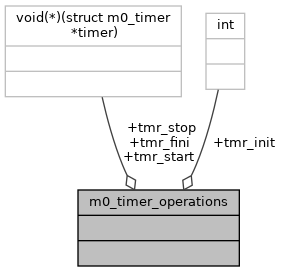 void(*)(struct m0_timer
*timer)
int
+tmr_stop
+tmr_fini
+tmr_start
+tmr_init
m0_timer_operations